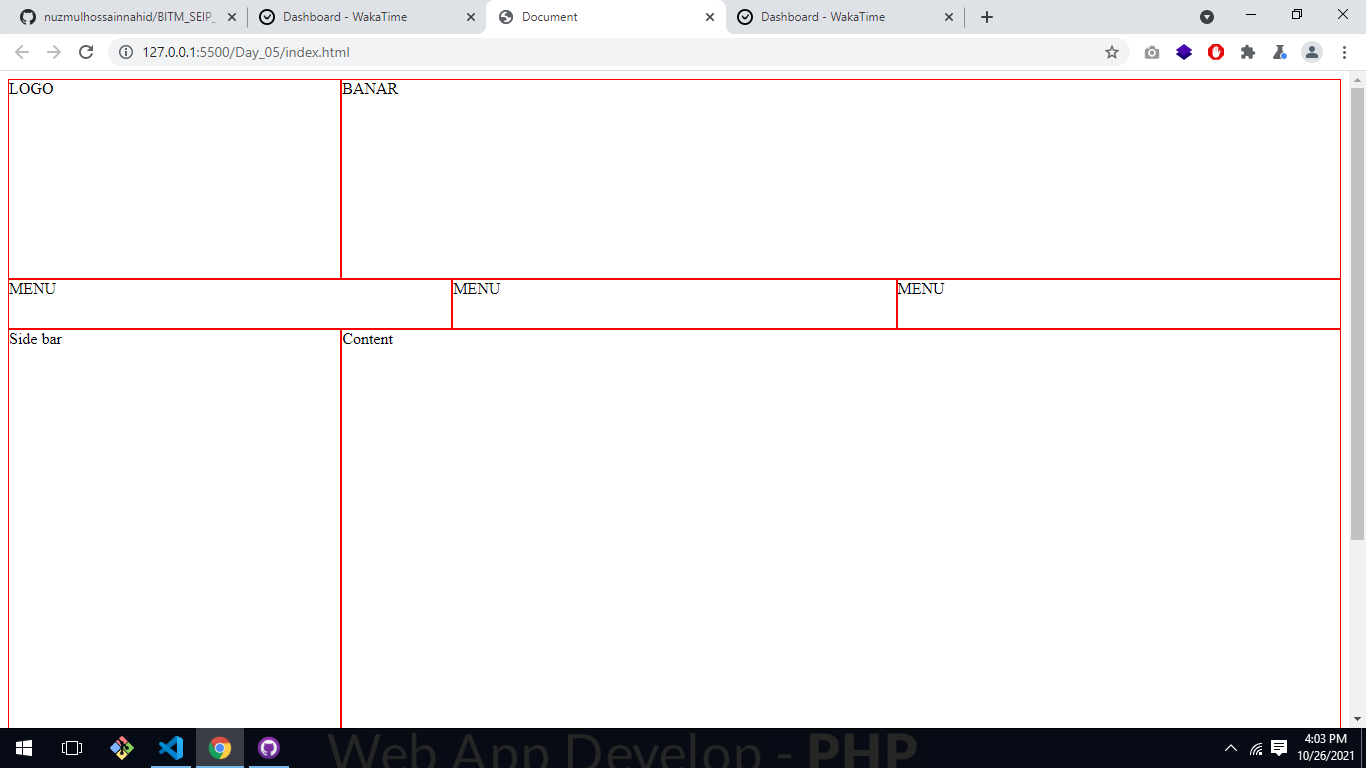 nuzmulhossainnahid/BITM_SEIP_
Dashboard - WakaTime
Document
Dashboard - WakaTime
127.0.0.1:5500/Day_05/index.html
LOGO
BANAR
MENU
MENU
MENU
Side bar
Content
Web App Develop - PHP
4:03 PM
10/26/2021